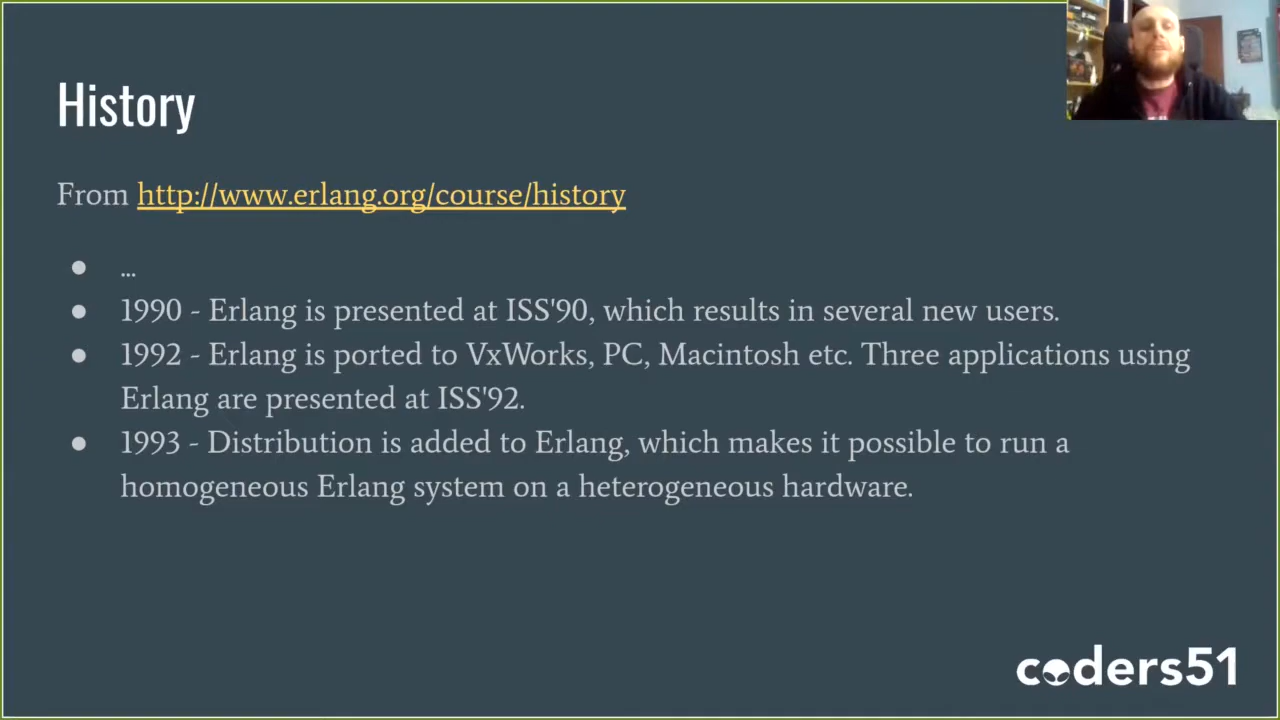 History
From http://www.erlang.org/course/history
● ...
● 1990 - Erlang is presented at ISS'90, which results in several new users.
● 1992 - Erlang is ported to VxWorks, PC, Macintosh etc. Three applications using
Erlang are presented at ISS'92.
● 1993 - Distribution is added to Erlang, which makes it possible to run a
homogeneous Erlang system on a heterogeneous hardware.
coders51